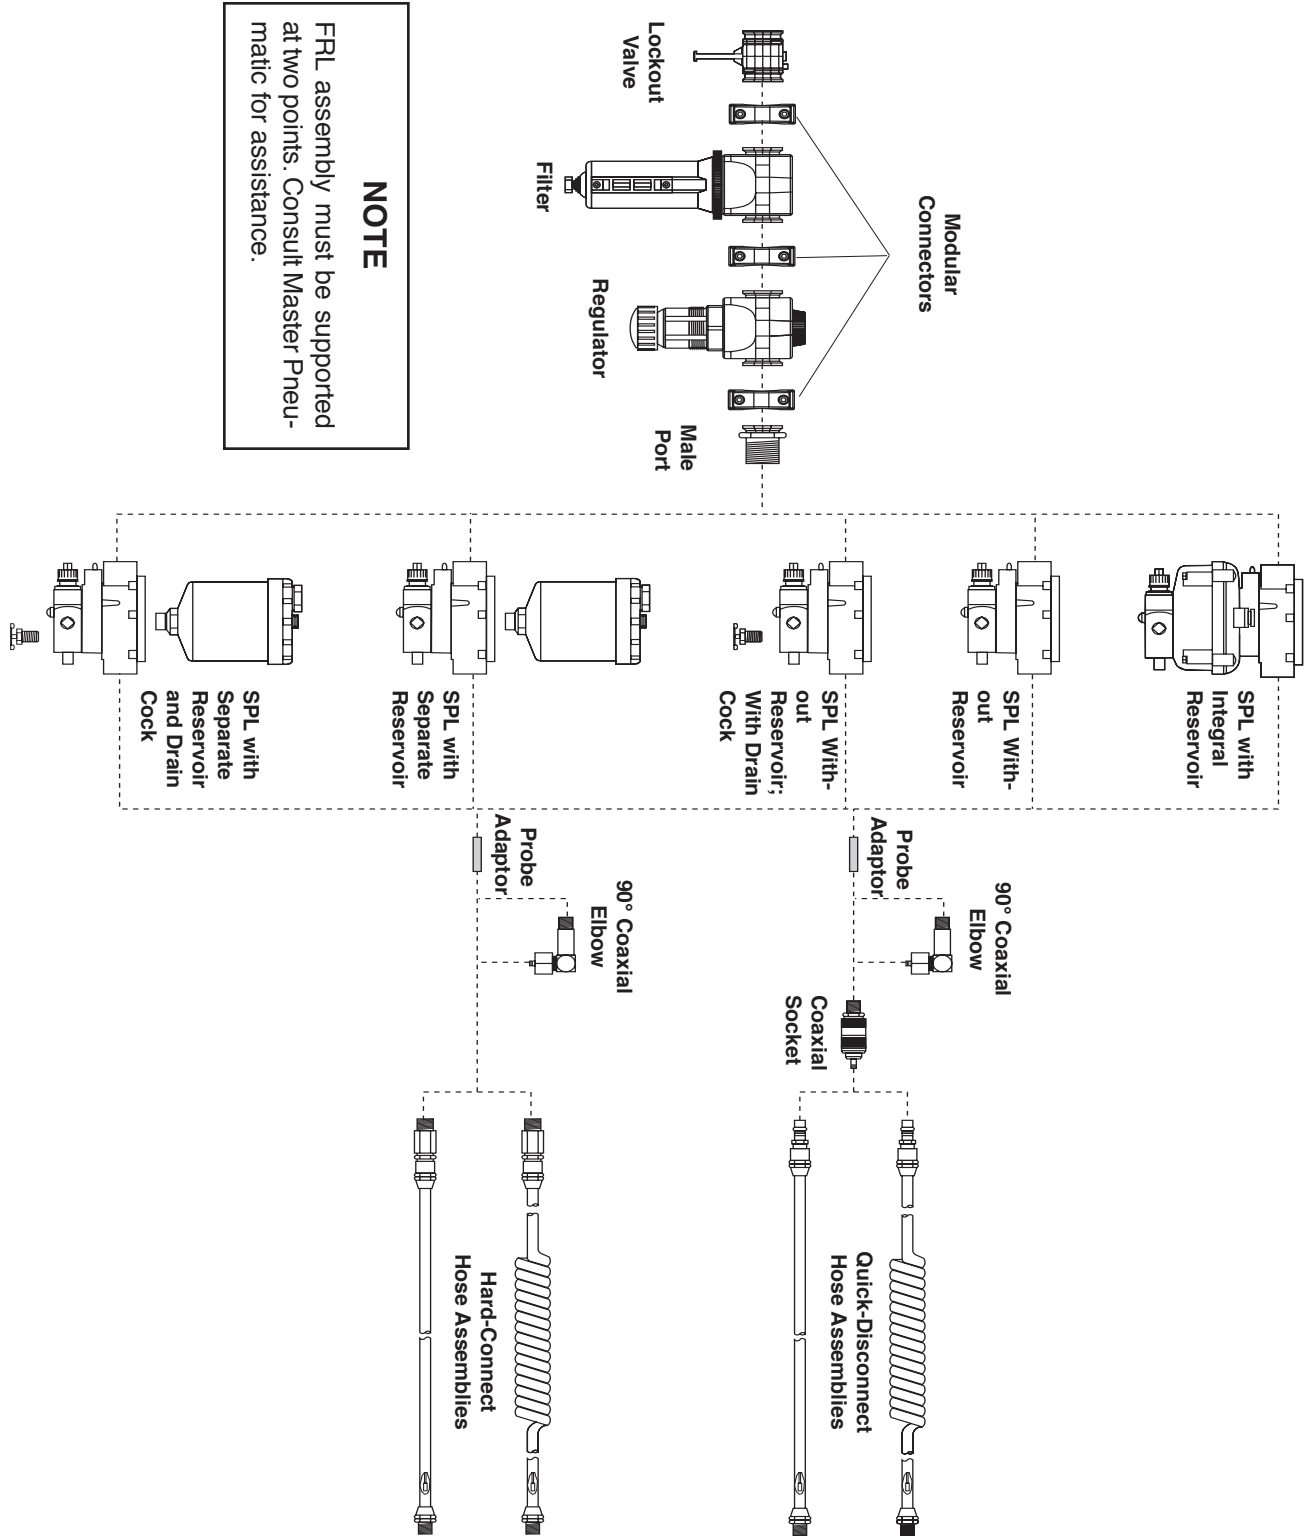 Lockout
Valve
Filter
Modular
Connectors
Regulator
Male
Port
NOTE
FRL assembly must be supported
at two points. Consult Master Pneu-
matic for assistance.
SPL with
Integral
Reservoir
SPL With-
out
Reservoir
SPL With-
out
Reservoir;
With Drain
Cock
SPL with
Separate
Reservoir
SPL with
Separate
Reservoir
and Drain
Cock
Probe
Adaptor
90° Coaxial
Elbow
Coaxial
Socket
Probe
Adaptor
90° Coaxial
Elbow
Quick-Disconnect
Hose Assemblies
Hard-Connect
Hose Assemblies